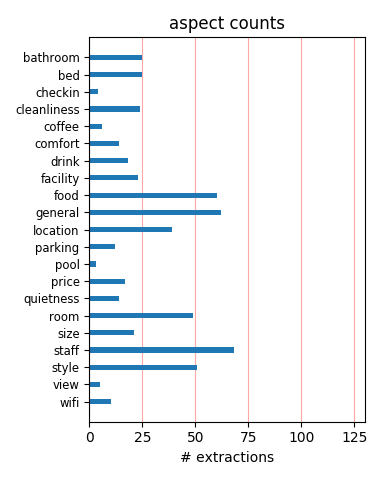 aspect counts
bathroom
bed
checkin
cleanliness
coffee
comfort
drink
facility
food
general
location
parking
pool
price
quietness
room
size
staff
style
view
wifi
0 25 50 75 100 125
# extractions